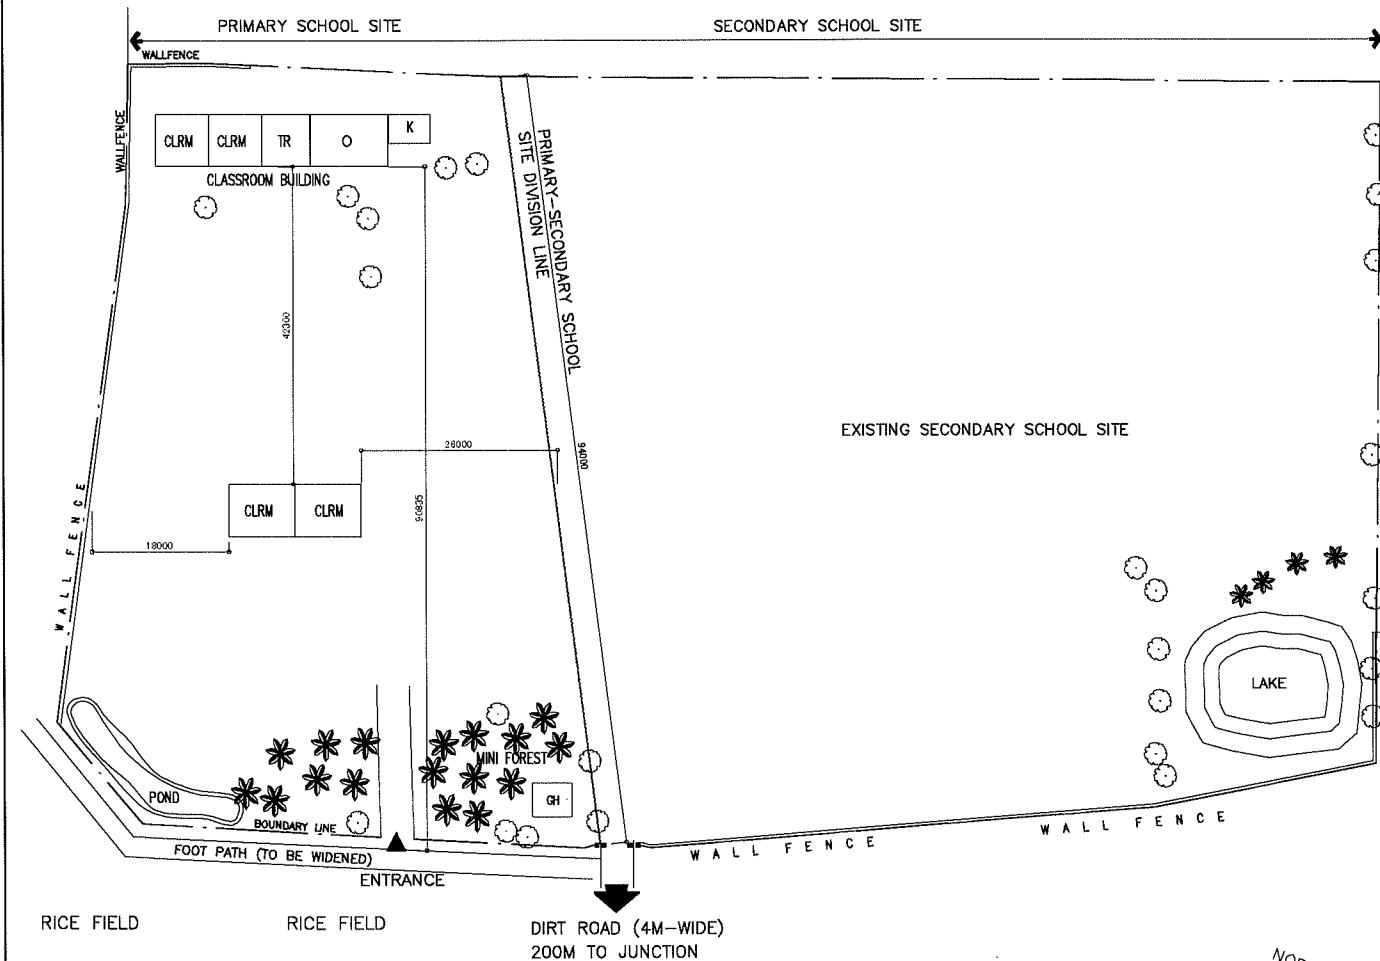 PRIMARY SCHOOL SITE
SECONDARY SCHOOL SITE
WALLFENCE
WALLFENCE
CLRM
CLRM
TR
O
K
CLASSROOM BUILDING
PRIMARY-SECONDARY SCHOOL
SITE DIVISION LINE
42300
26000
94000
90835
EXISTING SECONDARY SCHOOL SITE
CLRM
CLRM
18000
WALL FENCE
LAKE
MINI FOREST
GH
POND
BOUNDARY LINE
FOOT PATH (TO BE WIDENED)
ENTRANCE
WALL FENCE
WALL FENCE
RICE FIELD
RICE FIELD
DIRT ROAD (4M-WIDE)
200M TO JUNCTION